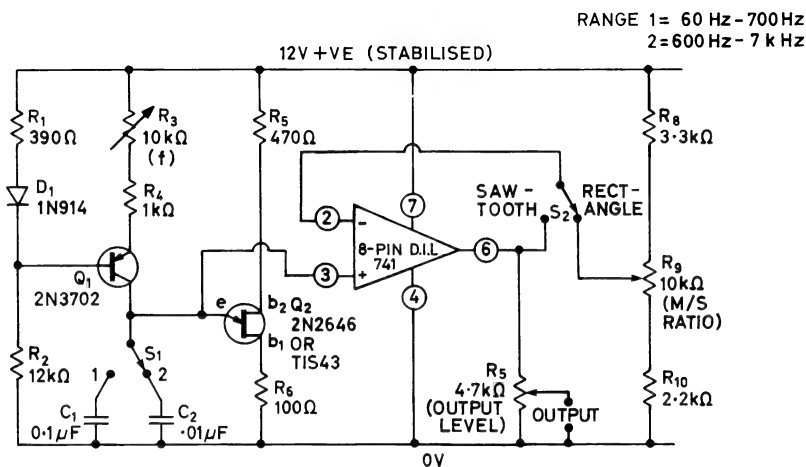 RANGE 1 = 60 Hz - 700 Hz
2 = 600 Hz - 7 kHz
12V +VE (STABILISED)
R1
390Ω
R3
10kΩ
(f)
R5
470Ω
R8
3·3kΩ
D1
1N914
R4
1kΩ
SAW-
TOOTH
S2
RECT-
ANGLE
7
2
-
8-PIN D.I.L
741
6
3
+
4
Q1
2N3702
R9
10kΩ
(M/S
RATIO)
e
b2 Q2
2N2646
b1 OR
TIS43
R2
12kΩ
S1
1
2
C1
0·1µF
C2
·01µF
R6
100Ω
R5
4·7kΩ
(OUTPUT
LEVEL)
OUTPUT
R10
2·2kΩ
0V